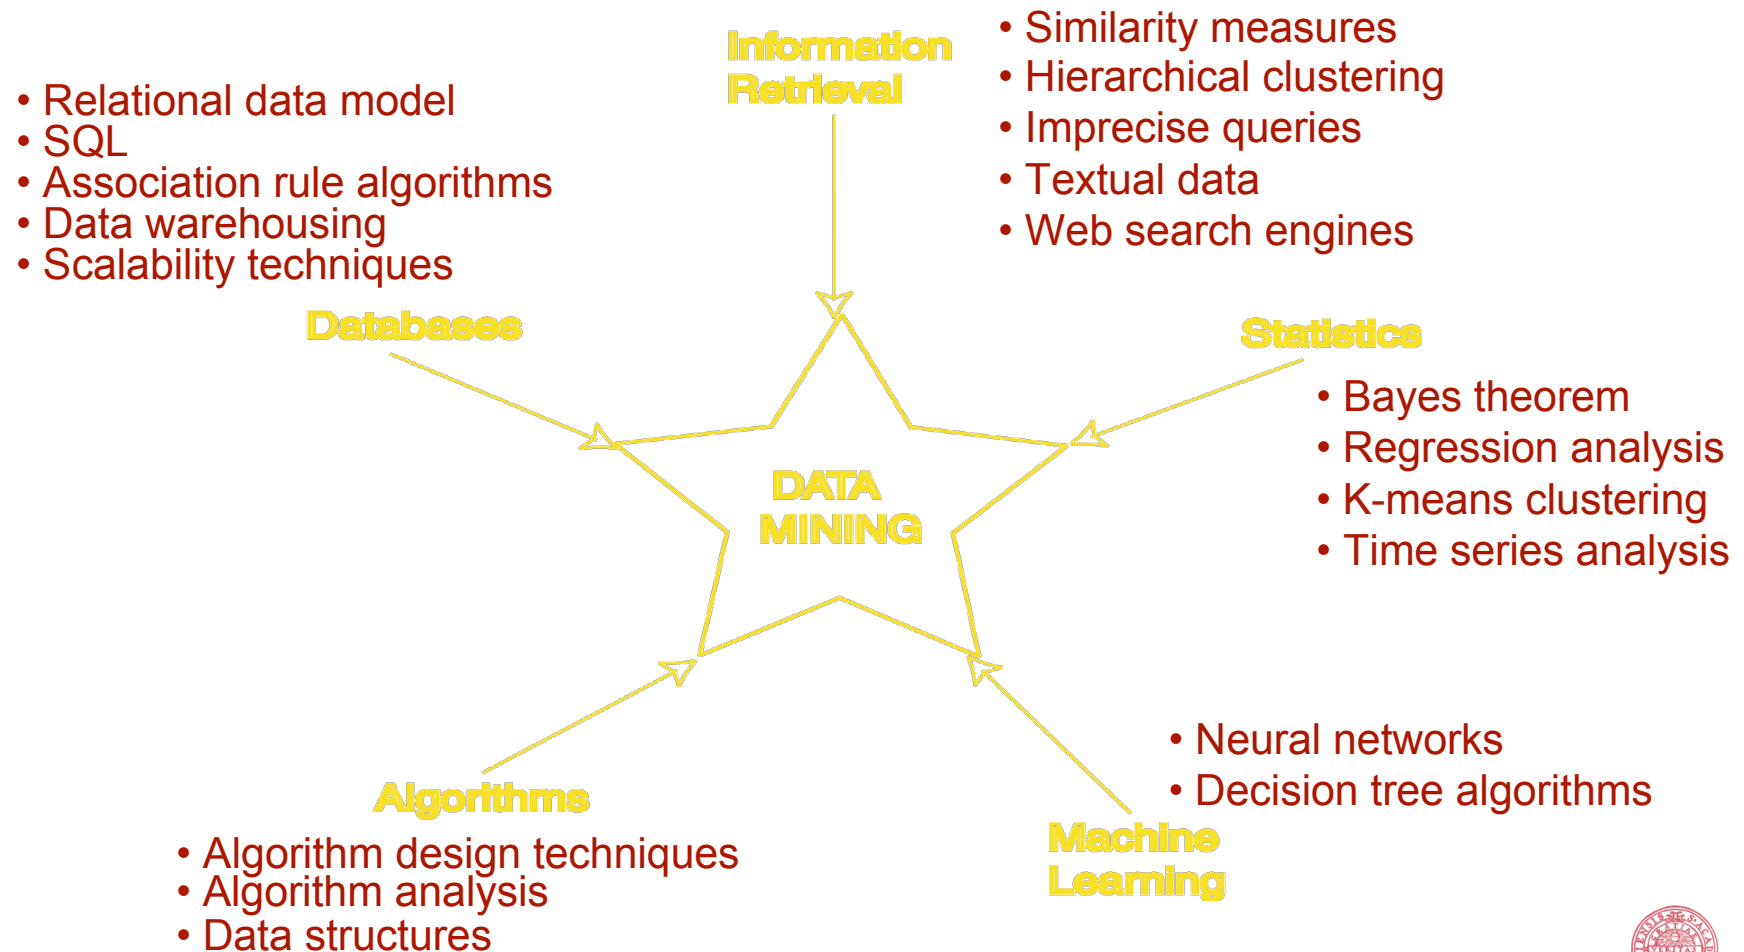 Information
Retrieval
• Similarity measures
• Hierarchical clustering
• Imprecise queries
• Textual data
• Web search engines
• Relational data model
• SQL
• Association rule algorithms
• Data warehousing
• Scalability techniques
Databases
Statistics
• Bayes theorem
• Regression analysis
• K-means clustering
• Time series analysis
DATA
MINING
• Neural networks
• Decision tree algorithms
Machine
Learning
Algorithms
• Algorithm design techniques
• Algorithm analysis
• Data structures